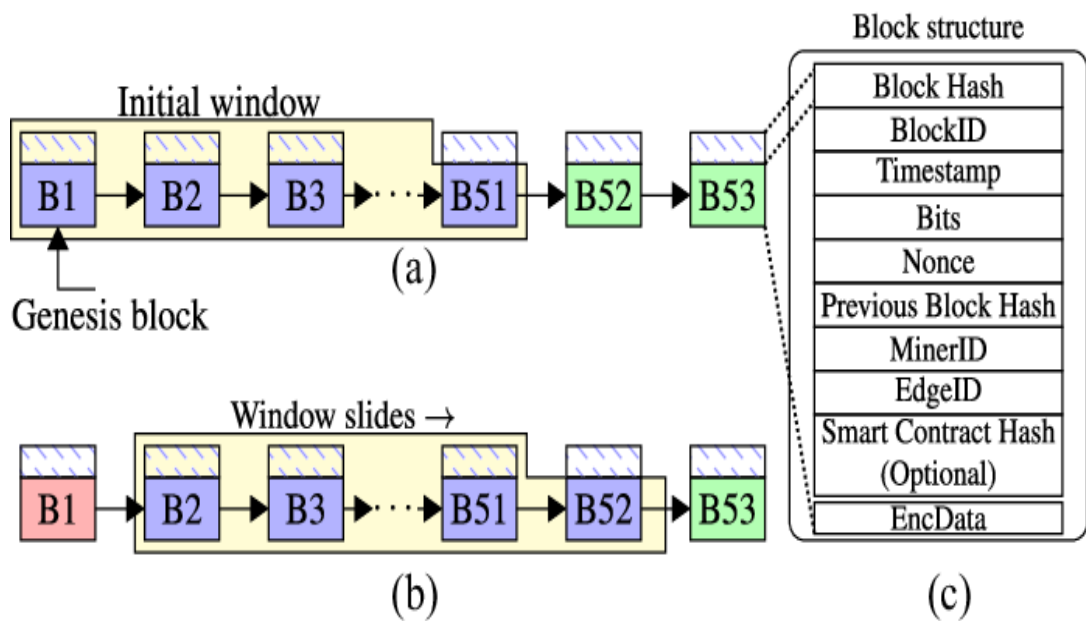 Block structure
Initial window
B1
B2
B3
···
B51
B52
B53
(a)
Genesis block
Window slides →
B1
B2
B3
···
B51
B52
B53
(b)
Block Hash
BlockID
Timestamp
Bits
Nonce
Previous Block Hash
MinerID
EdgeID
Smart Contract Hash
(Optional)
EncData
(c)